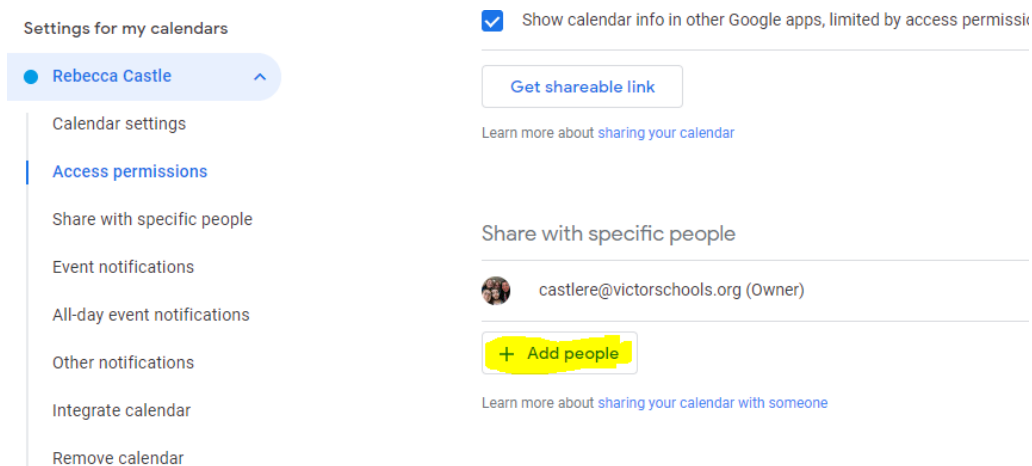 Settings for my calendars
Rebecca Castle
Calendar settings
Access permissions
Share with specific people
Event notifications
All-day event notifications
Other notifications
Integrate calendar
Remove calendar
Show calendar info in other Google apps, limited by access permissio
Get shareable link
Learn more about sharing your calendar
Share with specific people
castlere@victorschools.org (Owner)
+ Add people
Learn more about sharing your calendar with someone